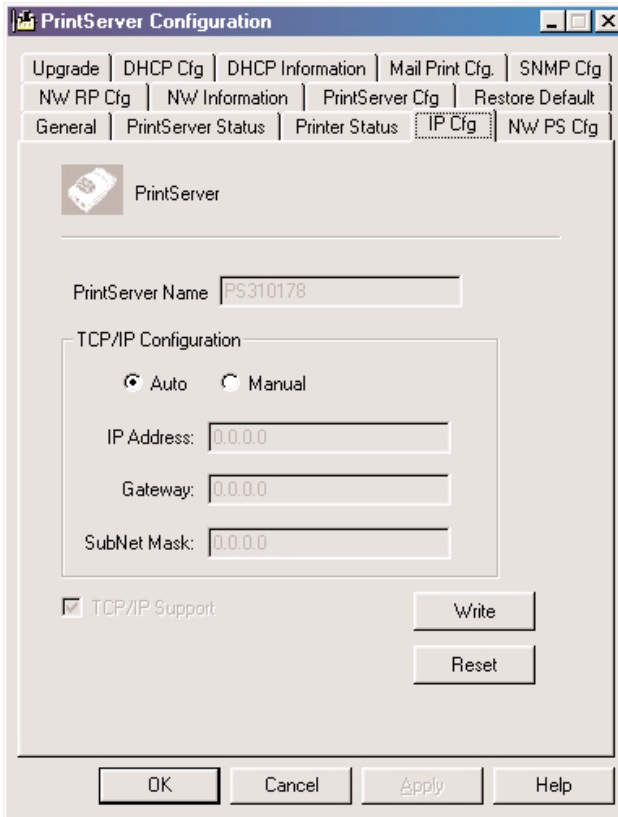 PrintServer Configuration
Upgrade DHCP Cfg DHCP Information Mail Print Cfg. SNMP Cfg
NW RP Cfg NW Information PrintServer Cfg Restore Default
General PrintServer Status Printer Status IP Cfg NW PS Cfg
PrintServer
PrintServer Name PS310178
TCP/IP Configuration
Auto Manual
IP Address: 0.0.0.0
Gateway: 0.0.0.0
SubNet Mask: 0.0.0.0
TCP/IP Support Write
Reset
OK Cancel Apply Help